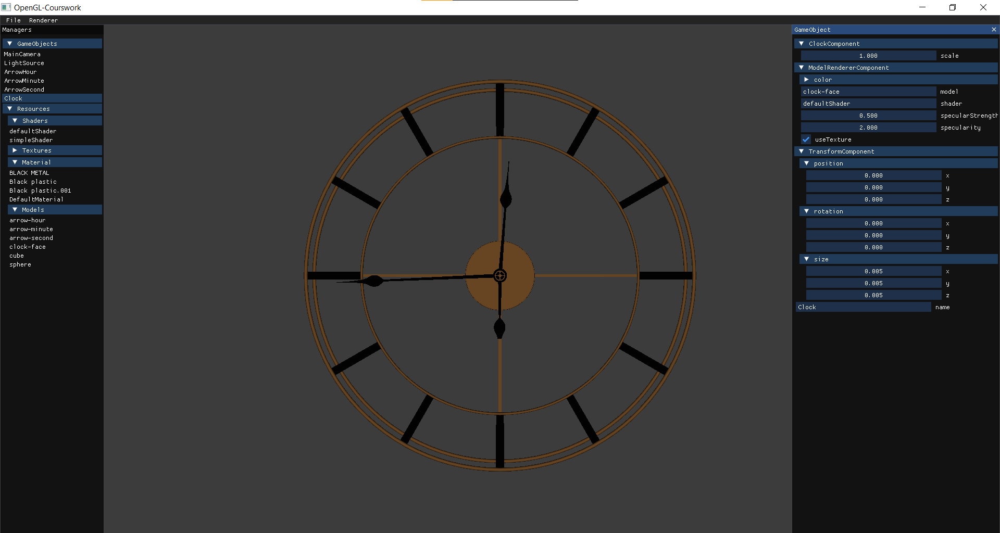 OpenGL-Courswork
File Renderer
Managers
GameObjects
MainCamera
LightSource
ArrowHour
ArrowMinute
ArrowSecond
Clock
Resources
Shaders
defaultShader
simpleShader
Textures
Material
BLACK METAL
Black plastic
Black plastic.001
DefaultMaterial
Models
arrow-hour
arrow-minute
arrow-second
clock-face
cube
sphere
GameObject
ClockComponent
1.000 scale
ModelRendererComponent
color
clock-face model
defaultShader shader
0.500 specularStrength
2.000 specularity
useTexture
TransformComponent
position
0.000 x
0.000 y
0.000 z
rotation
0.000 x
0.000 y
0.000 z
size
0.005 x
0.005 y
0.005 z
Clock name